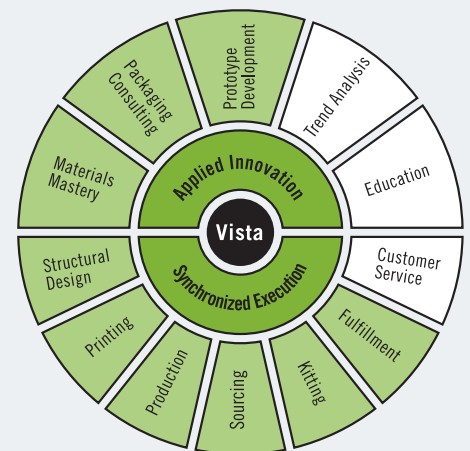 Prototype
Development
Packaging
Consulting
Trend Analysis
Materials
Mastery
Education
Applied Innovation
Vista
Synchronized Execution
Structural
Design
Customer
Service
Printing
Fulfillment
Production
Sourcing
Kitting